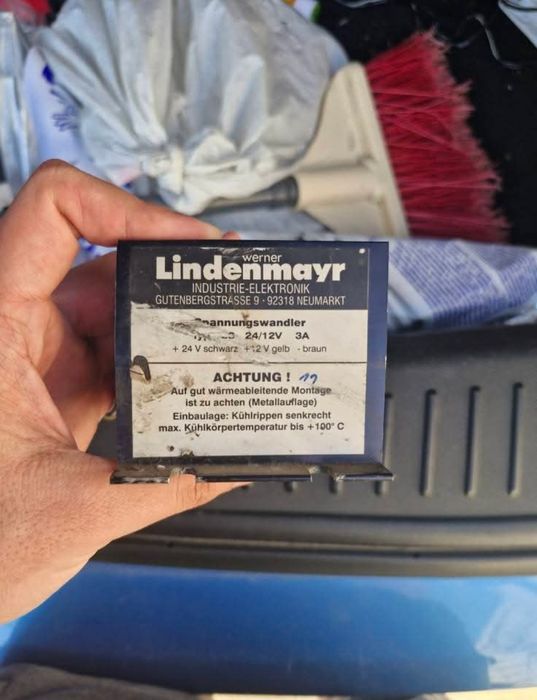 werner
Lindenmayr
INDUSTRIE-ELEKTRONIK
GUTENBERGSTRASSE 9 · 92318 NEUMARKT
Spannungswandler
24/12V 3A
+ 24 V schwarz +12 V gelb - braun
ACHTUNG !
Auf gut wärmeableitende Montage
ist zu achten (Metallauflage)
Einbaulage: Kühlrippen senkrecht
max. Kühlkörpertemperatur bis +100° C